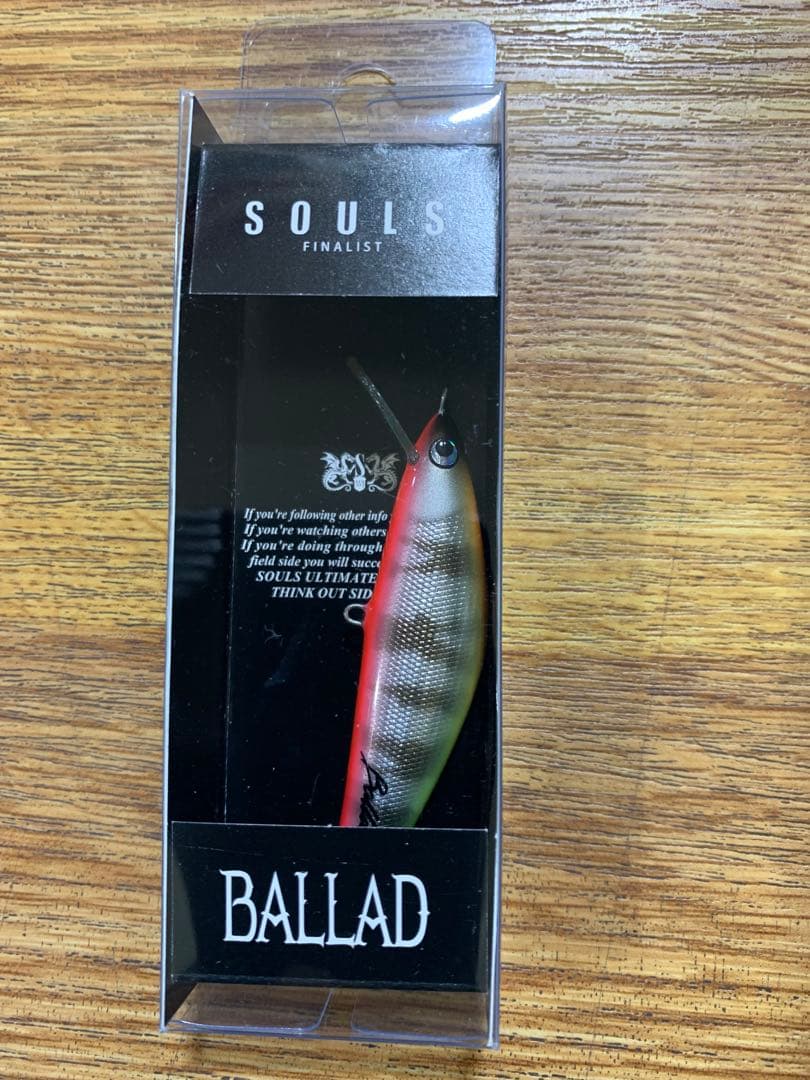 SOULS
FINALIST
If you're following other info
If you're watching others
If you're doing through
field side you will succe
SOULS ULTIMATE
THINK OUT SID
BALLAD